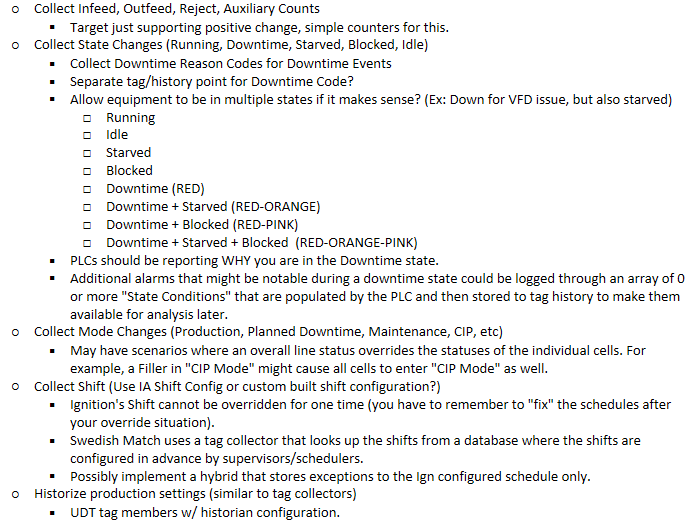 ○ Collect Infeed, Outfeed, Reject, Auxiliary Counts
▪ Target just supporting positive change, simple counters for this.
○ Collect State Changes (Running, Downtime, Starved, Blocked, Idle)
▪ Collect Downtime Reason Codes for Downtime Events
▪ Separate tag/history point for Downtime Code?
▪ Allow equipment to be in multiple states if it makes sense? (Ex: Down for VFD issue, but also starved)
□ Running
□ Idle
□ Starved
□ Blocked
□ Downtime (RED)
□ Downtime + Starved (RED-ORANGE)
□ Downtime + Blocked (RED-PINK)
□ Downtime + Starved + Blocked (RED-ORANGE-PINK)
▪ PLCs should be reporting WHY you are in the Downtime state.
▪ Additional alarms that might be notable during a downtime state could be logged through an array of 0
or more "State Conditions" that are populated by the PLC and then stored to tag history to make them
available for analysis later.
○ Collect Mode Changes (Production, Planned Downtime, Maintenance, CIP, etc)
▪ May have scenarios where an overall line status overrides the statuses of the individual cells. For
example, a Filler in "CIP Mode" might cause all cells to enter "CIP Mode" as well.
○ Collect Shift (Use IA Shift Config or custom built shift configuration?)
▪ Ignition's Shift cannot be overridden for one time (you have to remember to "fix" the schedules after
your override situation).
▪ Swedish Match uses a tag collector that looks up the shifts from a database where the shifts are
configured in advance by supervisors/schedulers.
▪ Possibly implement a hybrid that stores exceptions to the Ign configured schedule only.
○ Historize production settings (similar to tag collectors)
▪ UDT tag members w/ historian configuration.